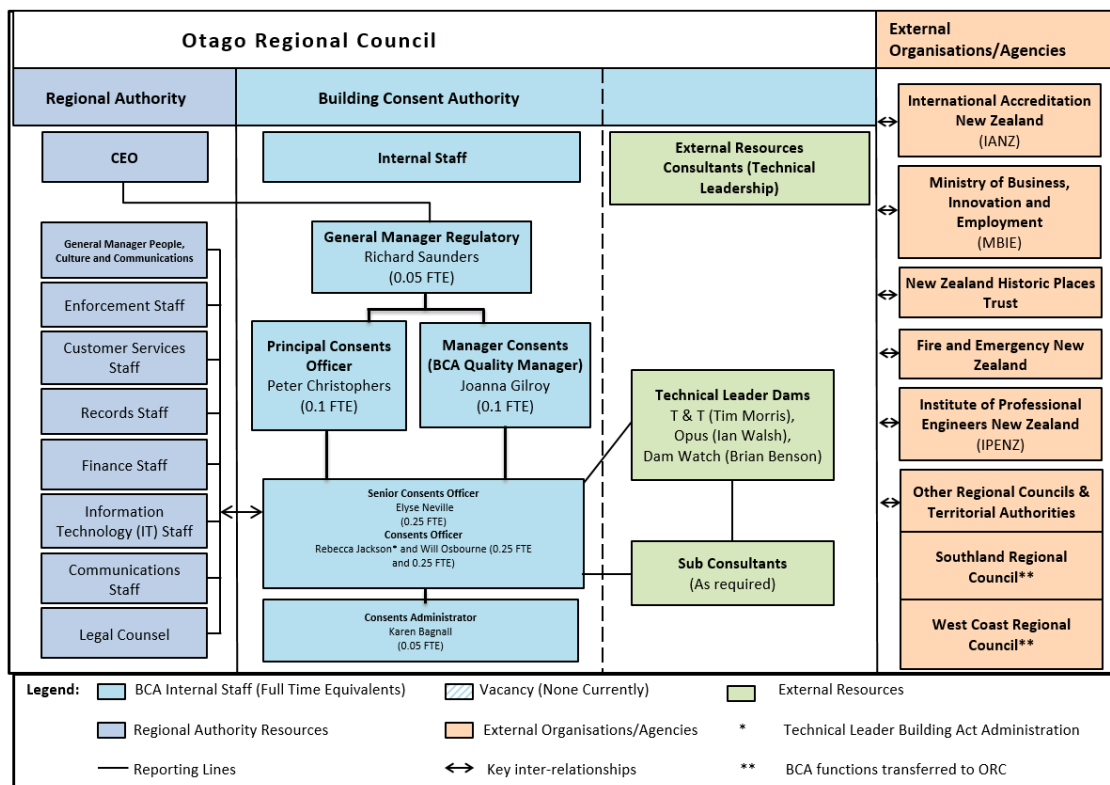 Otago Regional Council
External
Organisations/Agencies
Regional Authority
Building Consent Authority
CEO
Internal Staff
External Resources
Consultants (Technical
Leadership)
International Accreditation
New Zealand
(IANZ)
Ministry of Business,
Innovation and
Employment
(MBIE)
General Manager People,
Culture and Communications
Enforcement Staff
Customer Services
Staff
Records Staff
Finance Staff
Information
Technology (IT) Staff
Communications
Staff
Legal Counsel
General Manager Regulatory
Richard Saunders
(0.05 FTE)
Principal Consents
Officer
Peter Christophers
(0.1 FTE)
Manager Consents
(BCA Quality Manager)
Joanna Gilroy
(0.1 FTE)
Senior Consents Officer
Elyse Neville
(0.25 FTE)
Consents Officer
Rebecca Jackson* and Will Osbourne (0.25 FTE
and 0.25 FTE)
Consents Administrator
Karen Bagnall
(0.05 FTE)
Technical Leader Dams
T & T (Tim Morris),
Opus (Ian Walsh),
Dam Watch (Brian Benson)
Sub Consultants
(As required)
New Zealand Historic Places
Trust
Fire and Emergency New
Zealand
Institute of Professional
Engineers New Zealand
(IPENZ)
Other Regional Councils &
Territorial Authorities
Southland Regional
Council**
West Coast Regional
Council**
Legend:
BCA Internal Staff (Full Time Equivalents)
Vacancy (None Currently)
External Resources
Regional Authority Resources
External Organisations/Agencies
* Technical Leader Building Act Administration
Reporting Lines
Key inter-relationships
** BCA functions transferred to ORC